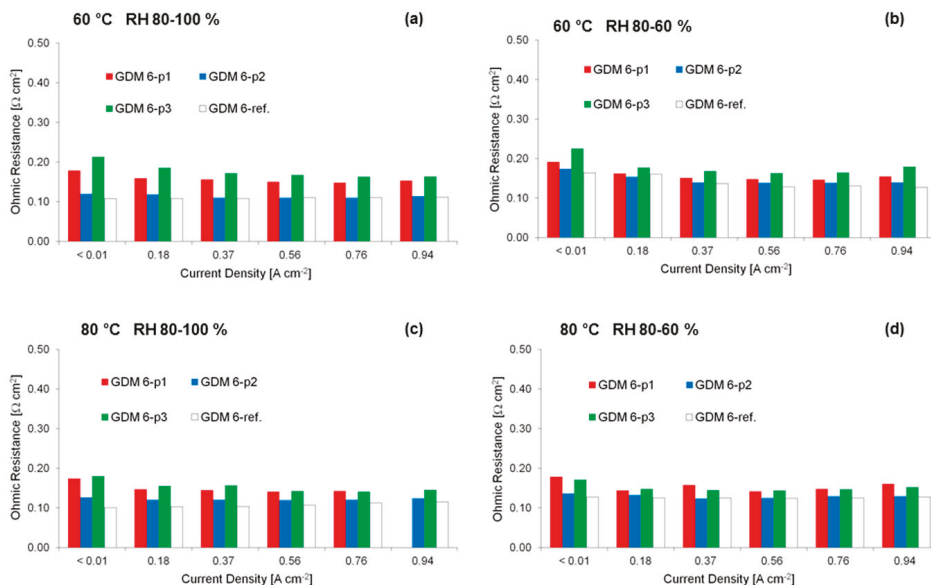 60 °C RH 80-100 % (a)
0.50
0.40
0.30
0.20
0.10
0.00
Ohmic Resistance [Ω cm²]
GDM 6-p1 GDM 6-p2
GDM 6-p3 GDM 6-ref.
< 0.01 0.18 0.37 0.56 0.76 0.94
Current Density [A cm⁻²]
60 °C RH 80-60 % (b)
0.50
0.40
0.30
0.20
0.10
0.00
Ohmic Resistance [Ω cm²]
GDM 6-p1 GDM 6-p2
GDM 6-p3 GDM 6-ref.
< 0.01 0.18 0.37 0.56 0.76 0.94
Current Density [A cm⁻²]
80 °C RH 80-100 % (c)
0.50
0.40
0.30
0.20
0.10
0.00
Ohmic Resistance [Ω cm²]
GDM 6-p1 GDM 6-p2
GDM 6-p3 GDM 6-ref.
< 0.01 0.18 0.37 0.56 0.76 0.94
Current Density [A cm⁻²]
80 °C RH 80-60 % (d)
0.50
0.40
0.30
0.20
0.10
0.00
Ohmic Resistance [Ω cm²]
GDM 6-p1 GDM 6-p2
GDM 6-p3 GDM 6-ref.
< 0.01 0.18 0.37 0.56 0.76 0.94
Current Density [A cm⁻²]